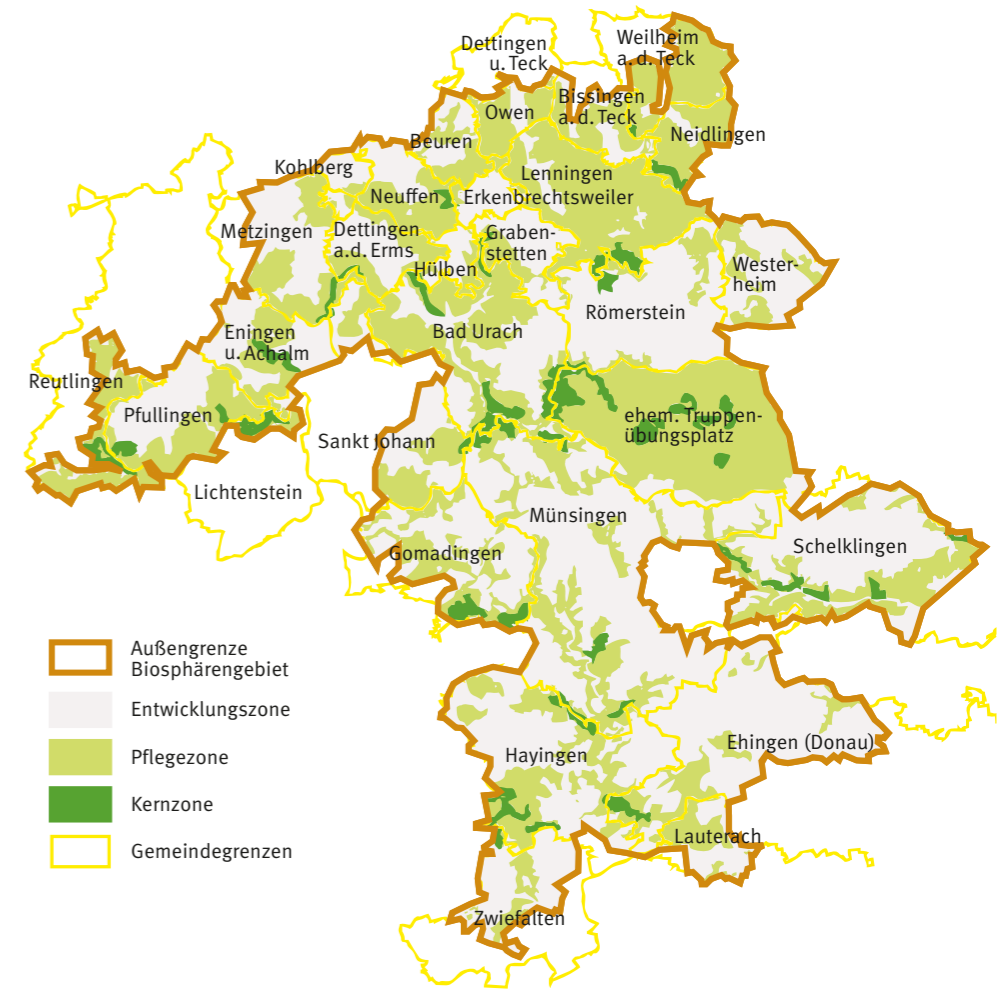 Dettingen
u. Teck
Weilheim
a. d. Teck
Bissingen
a. d. Teck
Owen
Neidlingen
Beuren
Kohlberg
Lenningen
Neuffen
Erkenbrechtsweiler
Metzingen
Dettingen
a. d. Erms
Graben-
stetten
Hülben
Wester-
heim
Römerstein
Eningen
u. Achalm
Bad Urach
Reutlingen
Pfullingen
ehem. Truppen-
übungsplatz
Sankt Johann
Lichtenstein
Münsingen
Gomadingen
Schelklingen
Außengrenze
Biosphärengebiet
Entwicklungszone
Pflegezone
Kernzone
Gemeindegrenzen
Hayingen
Ehingen (Donau)
Lauterach
Zwiefalten